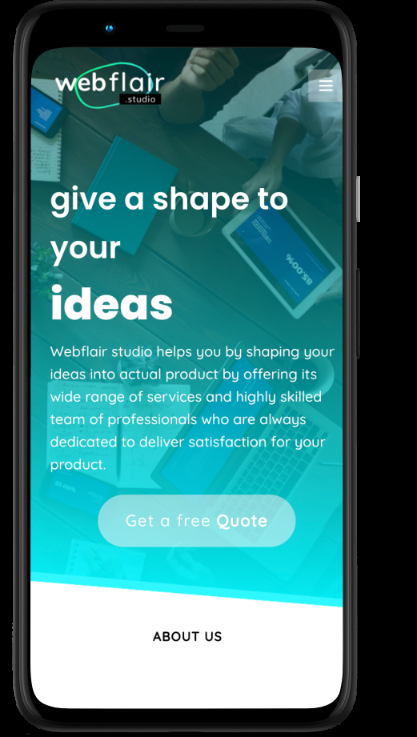 webflair
.studio
give a shape to
your
ideas
Webflair studio helps you by shaping your
ideas into actual product by offering its
wide range of services and highly skilled
team of professionals who are always
dedicated to deliver satisfaction for your
product.
Get a free Quote
ABOUT US
85.00%